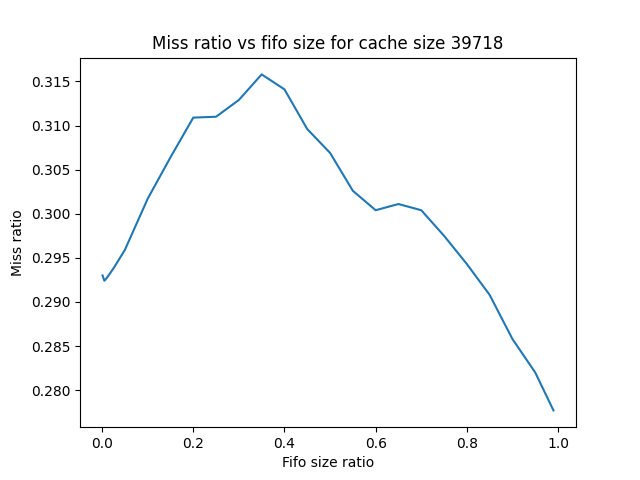 Miss ratio vs fifo size for cache size 39718
0.315
0.310
0.305
0.300
0.295
0.290
0.285
0.280
Miss ratio
0.0 0.2 0.4 0.6 0.8 1.0
Fifo size ratio